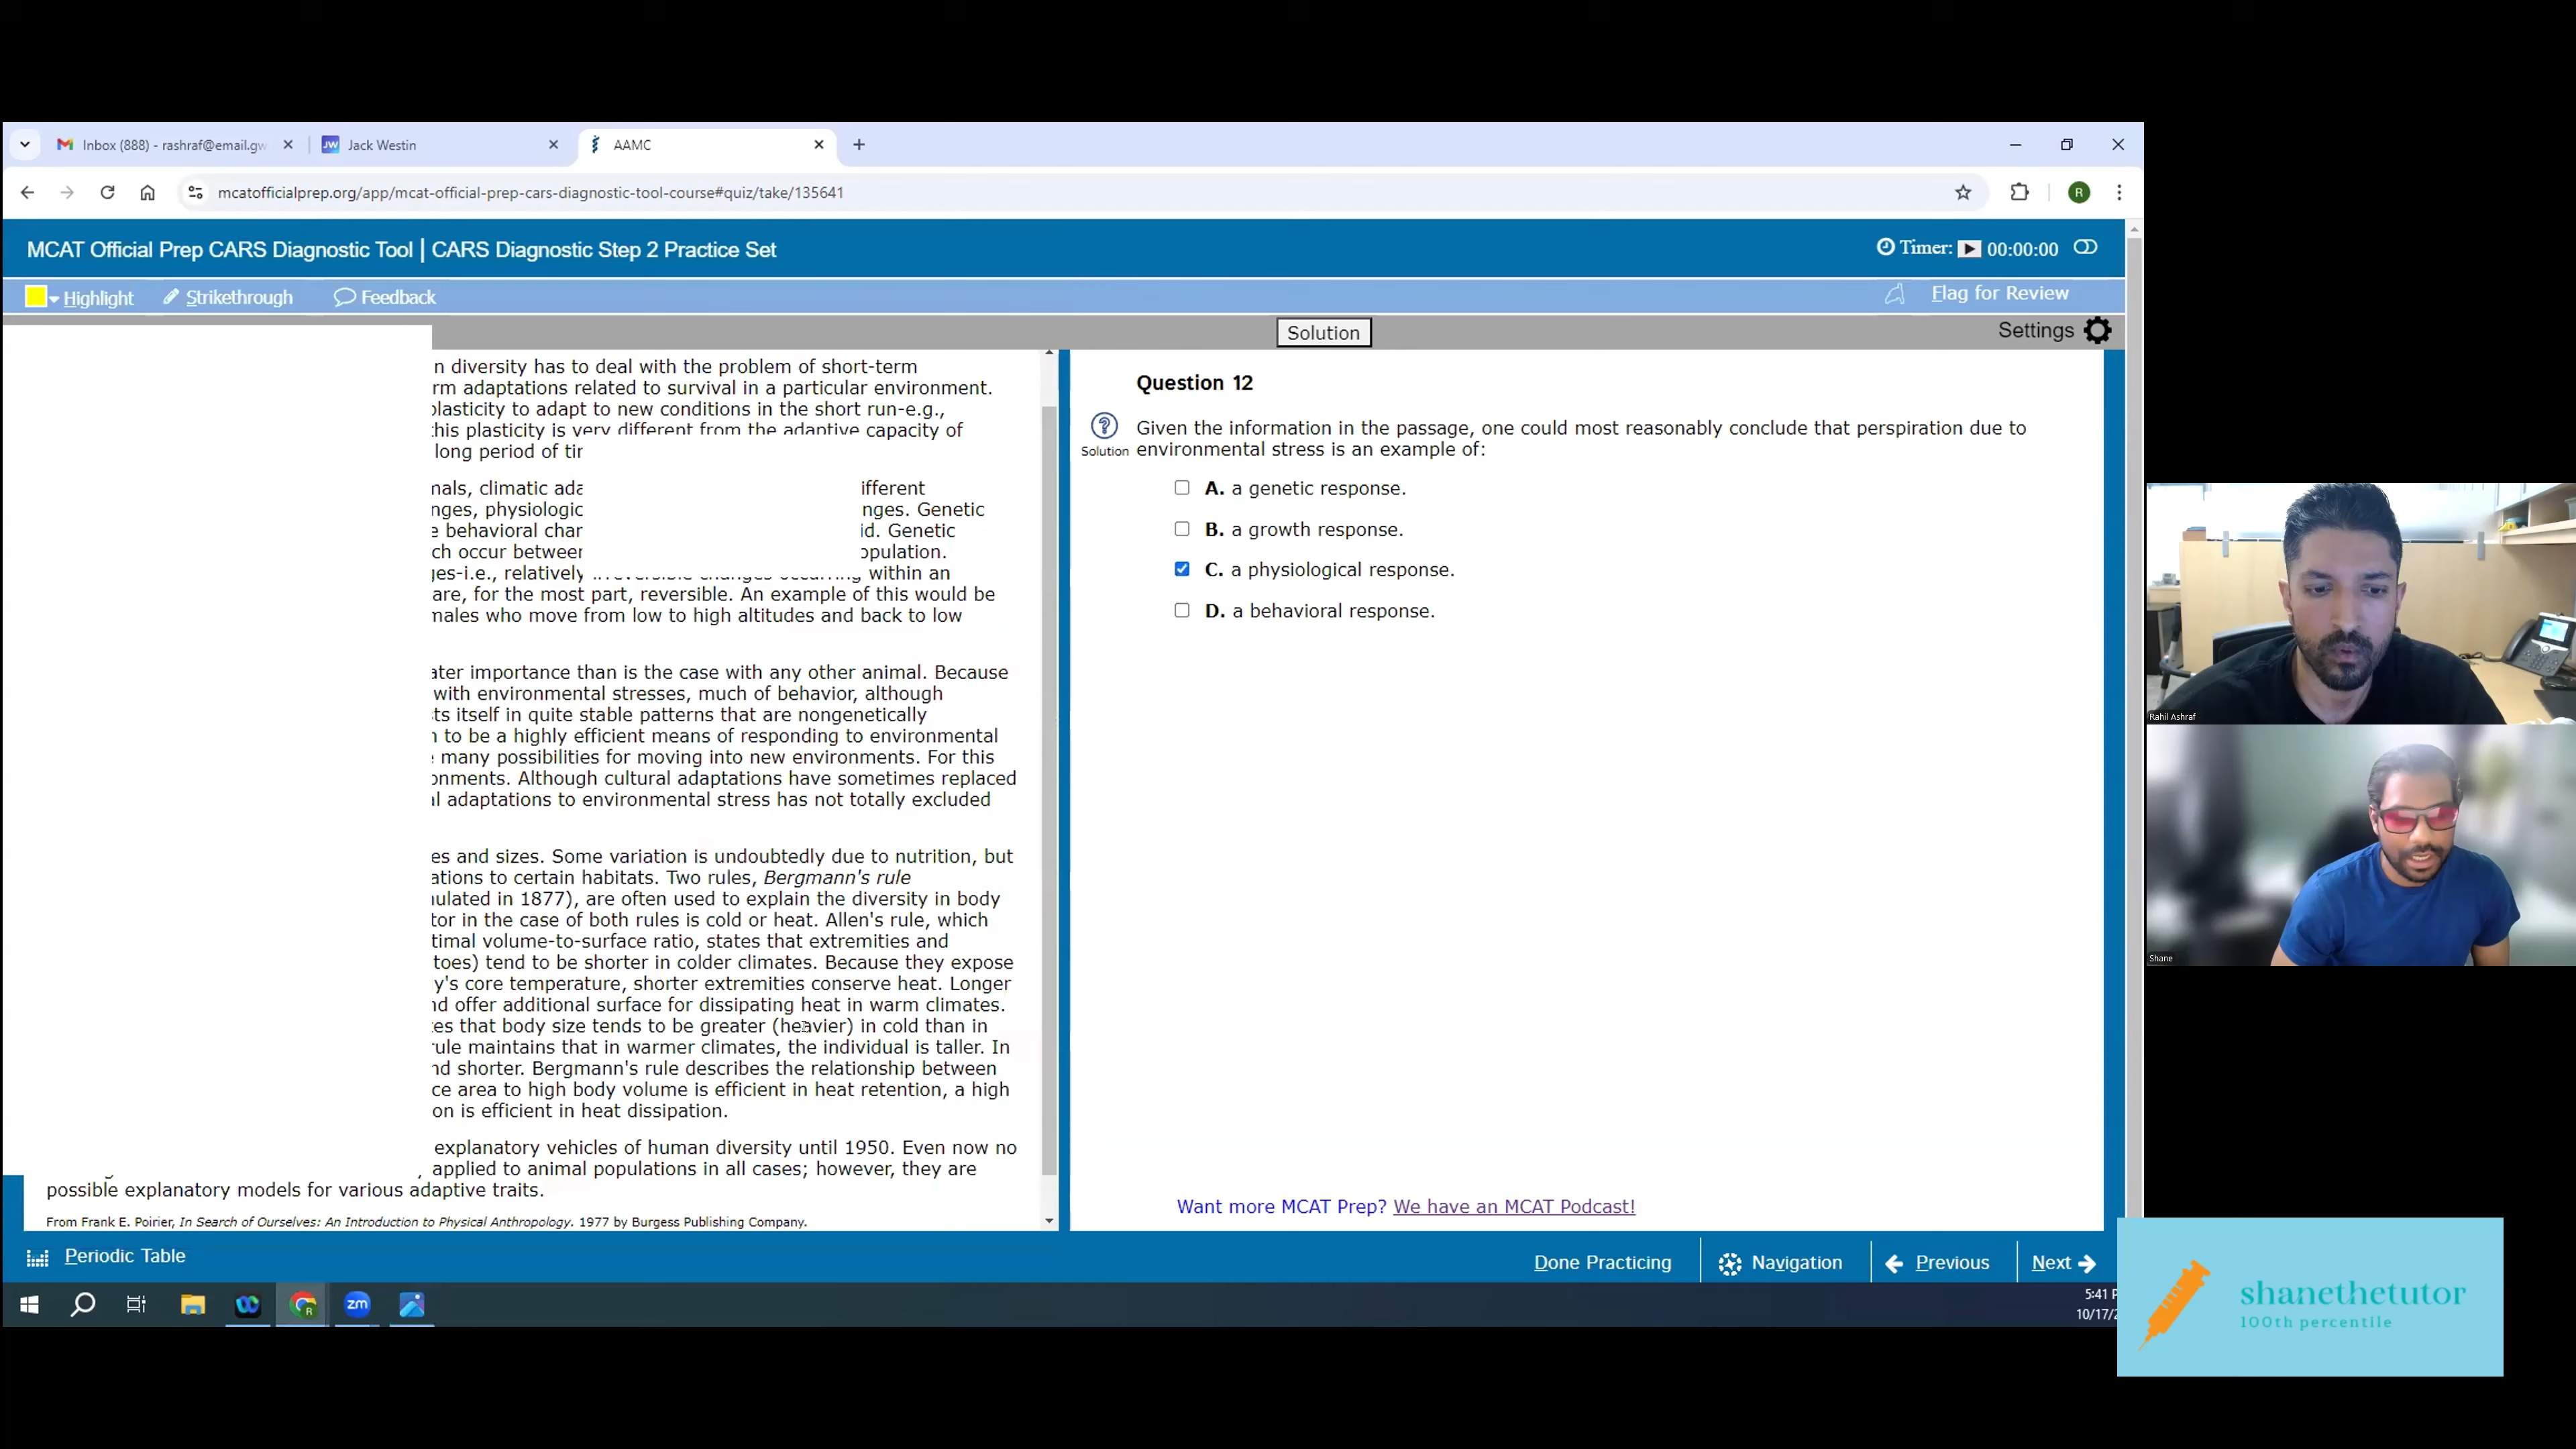 Inbox (888) - rashraf@email.gw
Jack Westin
AAMC
mcatofficialprep.org/app/mcat-official-prep-cars-diagnostic-tool-course#quiz/take/135641
R
MCAT Official Prep CARS Diagnostic Tool | CARS Diagnostic Step 2 Practice Set
Timer: 00:00:00
Highlight
Strikethrough
Feedback
Flag for Review
Solution
Settings
n diversity has to deal with the problem of short-term
rm adaptations related to survival in a particular environment.
plasticity to adapt to new conditions in the short run-e.g.,
this plasticity is very different from the adaptive capacity of
long period of tir
nals, climatic ada ifferent
nges, physiologic nges. Genetic
e behavioral char id. Genetic
ch occur between opulation.
ges-i.e., relatively irreversible changes occurring within an
are, for the most part, reversible. An example of this would be
males who move from low to high altitudes and back to low
ater importance than is the case with any other animal. Because
with environmental stresses, much of behavior, although
ts itself in quite stable patterns that are nongenetically
n to be a highly efficient means of responding to environmental
e many possibilities for moving into new environments. For this
onments. Although cultural adaptations have sometimes replaced
l adaptations to environmental stress has not totally excluded
es and sizes. Some variation is undoubtedly due to nutrition, but
ations to certain habitats. Two rules, Bergmann's rule
nulated in 1877), are often used to explain the diversity in body
tor in the case of both rules is cold or heat. Allen's rule, which
timal volume-to-surface ratio, states that extremities and
toes) tend to be shorter in colder climates. Because they expose
y's core temperature, shorter extremities conserve heat. Longer
nd offer additional surface for dissipating heat in warm climates.
tes that body size tends to be greater (heavier) in cold than in
rule maintains that in warmer climates, the individual is taller. In
nd shorter. Bergmann's rule describes the relationship between
ce area to high body volume is efficient in heat retention, a high
on is efficient in heat dissipation.
explanatory vehicles of human diversity until 1950. Even now no
applied to animal populations in all cases; however, they are
possible explanatory models for various adaptive traits.
From Frank E. Poirier, In Search of Ourselves: An Introduction to Physical Anthropology. 1977 by Burgess Publishing Company.
Question 12
Solution
Given the information in the passage, one could most reasonably conclude that perspiration due to
environmental stress is an example of:
A. a genetic response.
B. a growth response.
C. a physiological response.
D. a behavioral response.
Want more MCAT Prep? We have an MCAT Podcast!
Periodic Table
Done Practicing
Navigation
Previous
Next
zm
5:41 P
10/17/2
Rahil Ashraf
Shane
shanethetutor
100th percentile